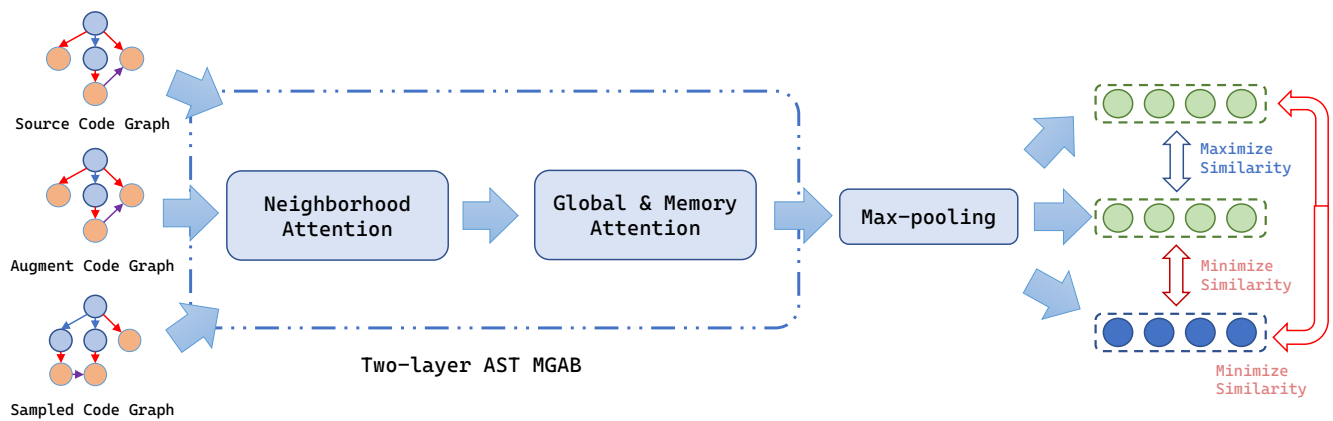 Source Code Graph
Augment Code Graph
Sampled Code Graph
Neighborhood
Attention
Global & Memory
Attention
Two-layer AST MGAB
Max-pooling
Maximize
Similarity
Minimize
Similarity
Minimize
Similarity